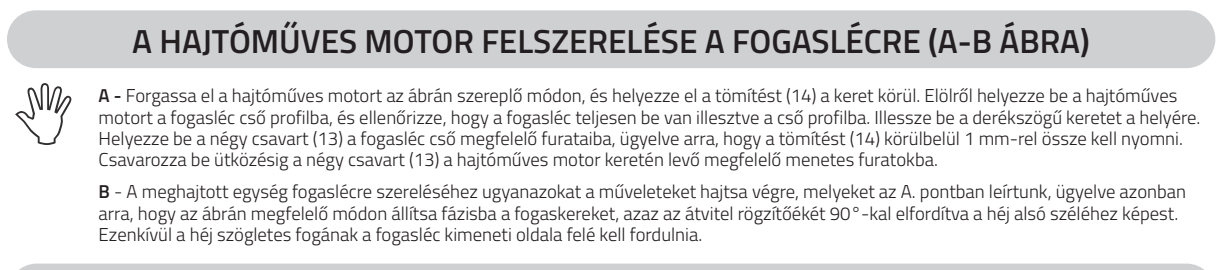 A HAJTÓMŰVES MOTOR FELSZERELÉSE A FOGASLÉCRE (A-B ÁBRA)
A - Forgassa el a hajtóműves motort az ábrán szereplő módon, és helyezze el a tömítést (14) a keret körül. Elölről helyezze be a hajtóműves
motort a fogasléc cső profilba, és ellenőrizze, hogy a fogasléc teljesen be van illesztve a cső profilba. Illessze be a derékszögű keretet a helyére.
Helyezze be a négy csavart (13) a fogasléc cső megfelelő furataiba, ügyelve arra, hogy a tömítést (14) körülbelül 1 mm-rel össze kell nyomni.
Csavarozza be ütközésig a négy csavart (13) a hajtóműves motor keretén levő megfelelő menetes furatokba.
B - A meghajtott egység fogaslécre szereléséhez ugyanazokat a műveleteket hajtsa végre, melyeket az A. pontban leírtunk, ügyelve azonban
arra, hogy az ábrán megfelelő módon állítsa fázisba a fogaskereket, azaz az átvitel rögzítőékét 90°-kal elfordítva a héj alsó széléhez képest.
Ezenkívül a héj szögletes fogának a fogasléc kimeneti oldala felé kell fordulnia.